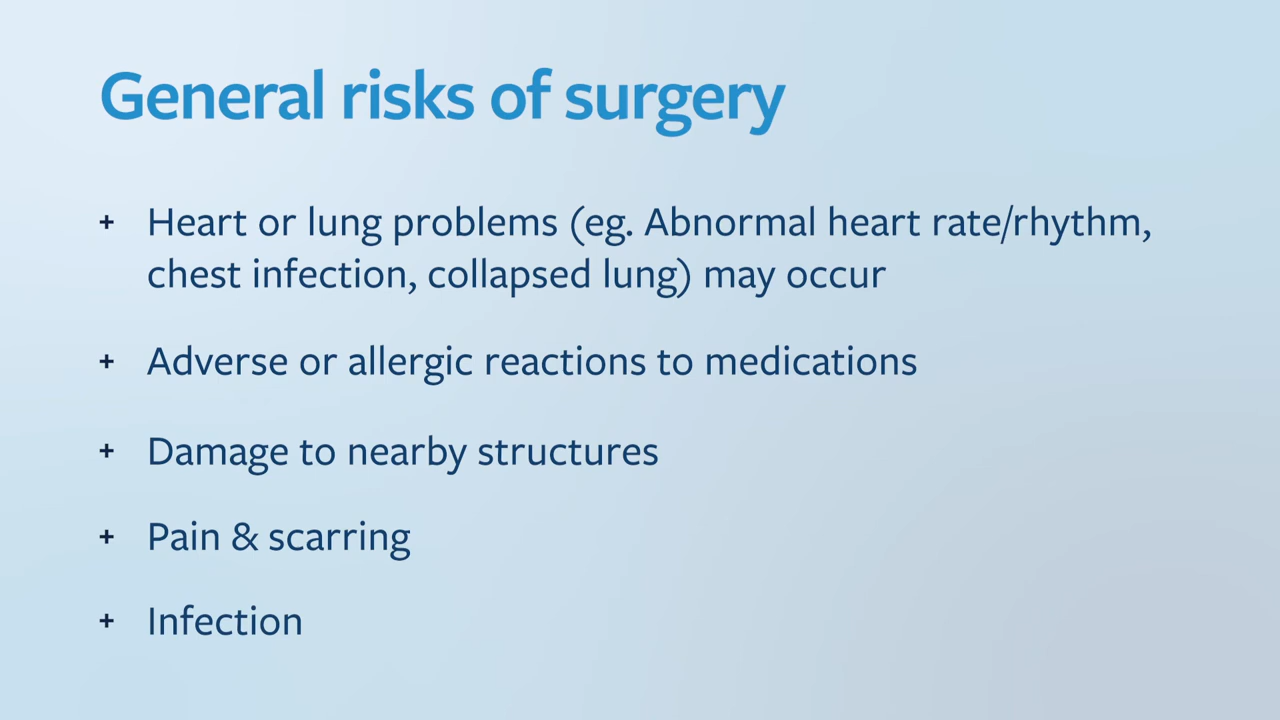 General risks of surgery
+ Heart or lung problems (eg. Abnormal heart rate/rhythm,
chest infection, collapsed lung) may occur
+ Adverse or allergic reactions to medications
+ Damage to nearby structures
+ Pain & scarring
+ Infection